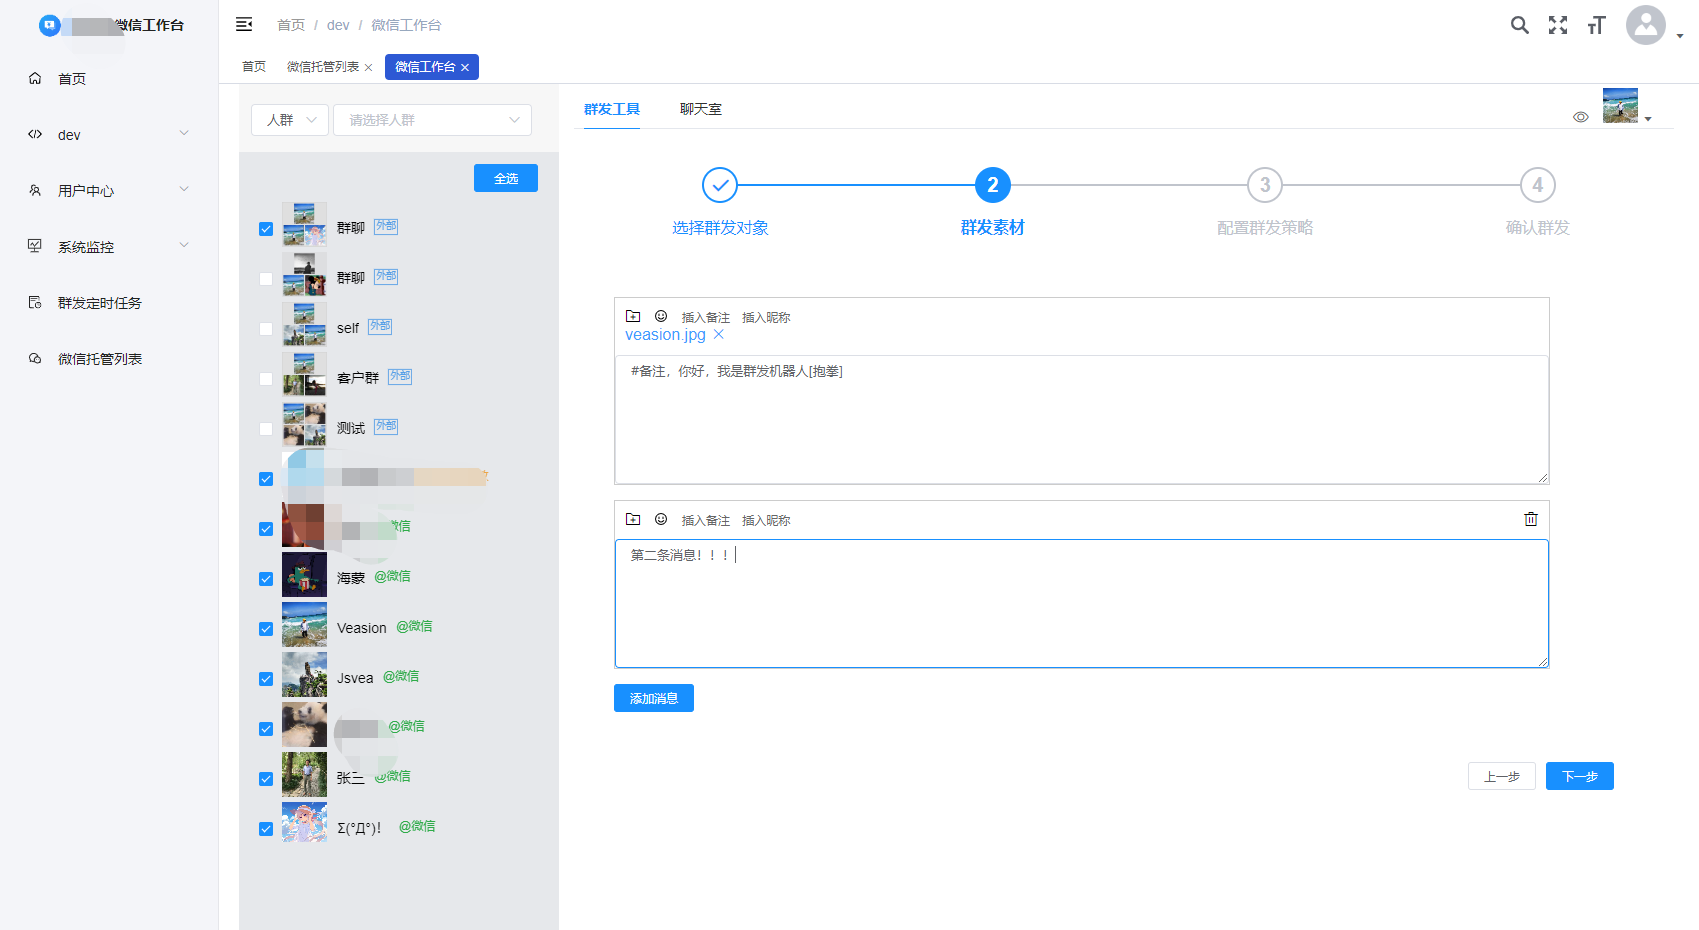 微信工作台
首页
dev
用户中心
系统监控
群发定时任务
微信托管列表
首页 / dev / 微信工作台
首页 微信托管列表 × 微信工作台 ×
人群 请选择人群
全选
群聊 外部
群聊 外部
self 外部
客户群 外部
测试 外部
微信
海蒙 @微信
Veasion @微信
Jsvea @微信
@微信
张三 @微信
Σ(°Д°)! @微信
群发工具 聊天室
2 3 4
选择群发对象 群发素材 配置群发策略 确认群发
插入备注 插入昵称
veasion.jpg ×
#备注，你好，我是群发机器人[抱拳]
插入备注 插入昵称
第二条消息！！！
添加消息
上一步 下一步